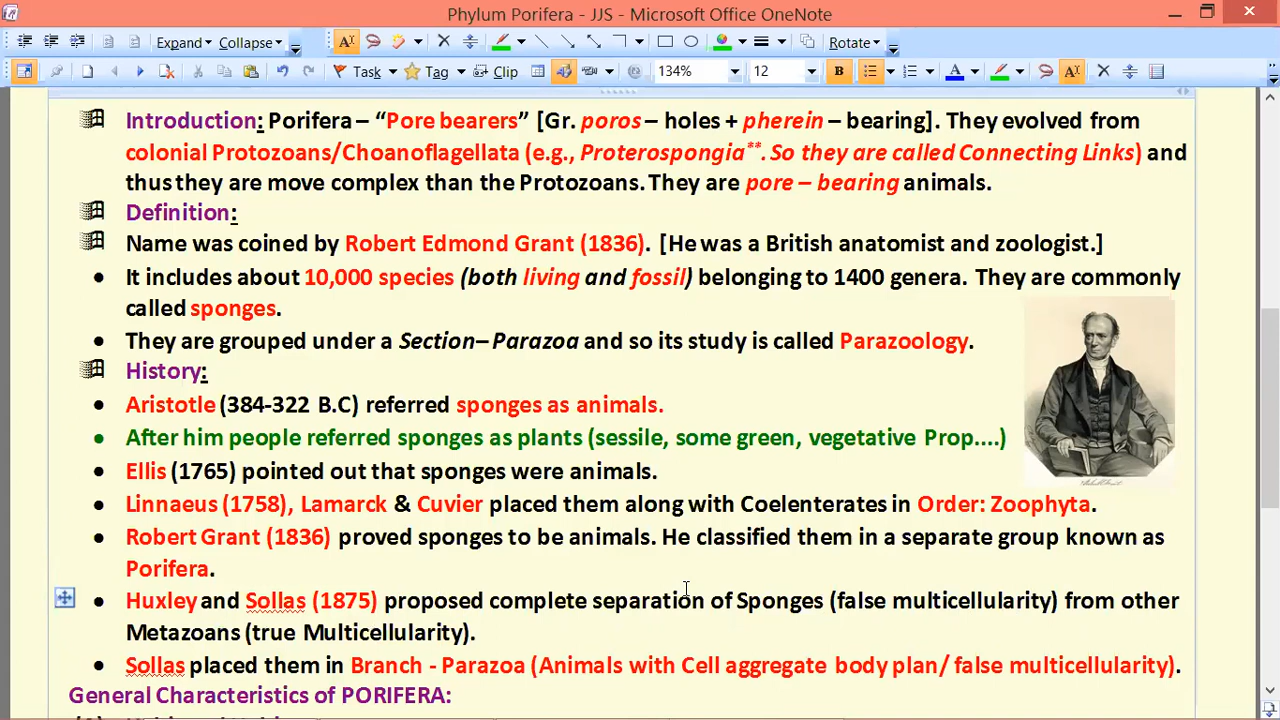 Phylum Porifera - JJS - Microsoft Office OneNote
Expand Collapse Rotate
Task Tag Clip 134% 12 B A
Introduction: Porifera – “Pore bearers” [Gr. poros – holes + pherein – bearing]. They evolved from
colonial Protozoans/Choanoflagellata (e.g., Proterospongia**. So they are called Connecting Links) and
thus they are move complex than the Protozoans. They are pore – bearing animals.
Definition:
Name was coined by Robert Edmond Grant (1836). [He was a British anatomist and zoologist.]
• It includes about 10,000 species (both living and fossil) belonging to 1400 genera. They are commonly
called sponges.
• They are grouped under a Section– Parazoa and so its study is called Parazoology.
History:
• Aristotle (384-322 B.C) referred sponges as animals.
• After him people referred sponges as plants (sessile, some green, vegetative Prop....)
• Ellis (1765) pointed out that sponges were animals.
• Linnaeus (1758), Lamarck & Cuvier placed them along with Coelenterates in Order: Zoophyta.
• Robert Grant (1836) proved sponges to be animals. He classified them in a separate group known as
Porifera.
• Huxley and Sollas (1875) proposed complete separation of Sponges (false multicellularity) from other
Metazoans (true Multicellularity).
• Sollas placed them in Branch - Parazoa (Animals with Cell aggregate body plan/ false multicellularity).
General Characteristics of PORIFERA: